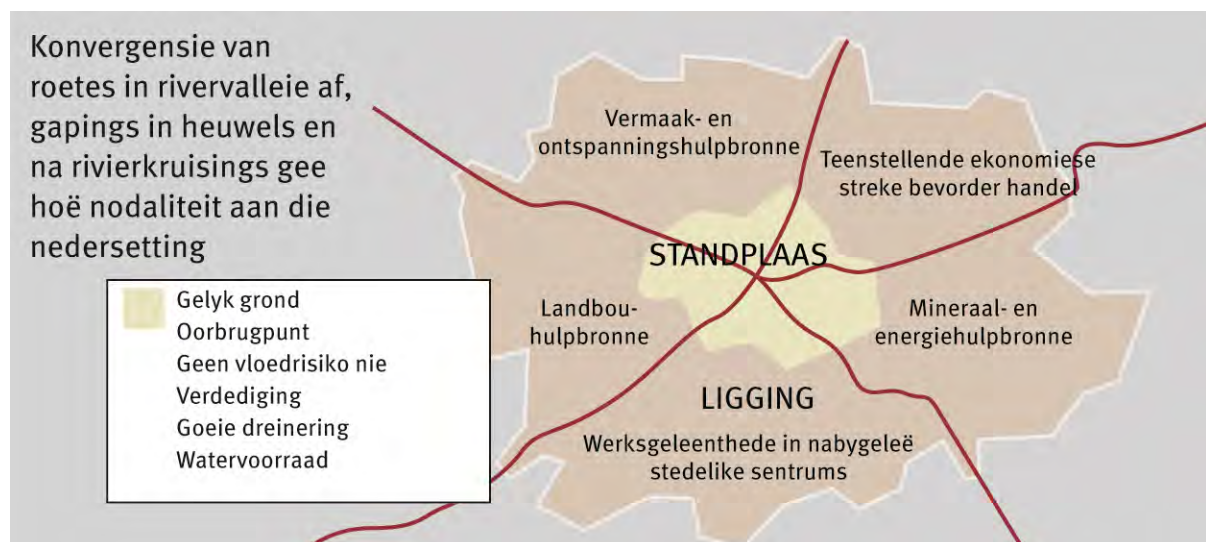 Konvergensie van
roetes in rivervalleie af,
gapings in heuwels en
na rivierkruisings gee
hoë nodaliteit aan die
nedersetting
Gelyk grond
Oorbrugpunt
Geen vloedrisiko nie
Verdediging
Goeie dreinering
Watervoorraad
Vermaak- en
ontspanningshulpbronne
Teenstellende ekonomiese
streke bevorder handel
STANDPLAAS
Landbou-
hulpbronne
Mineraal- en
energiehulpbronne
LIGGING
Werksgeleenthede in nabygeleë
stedelike sentrums